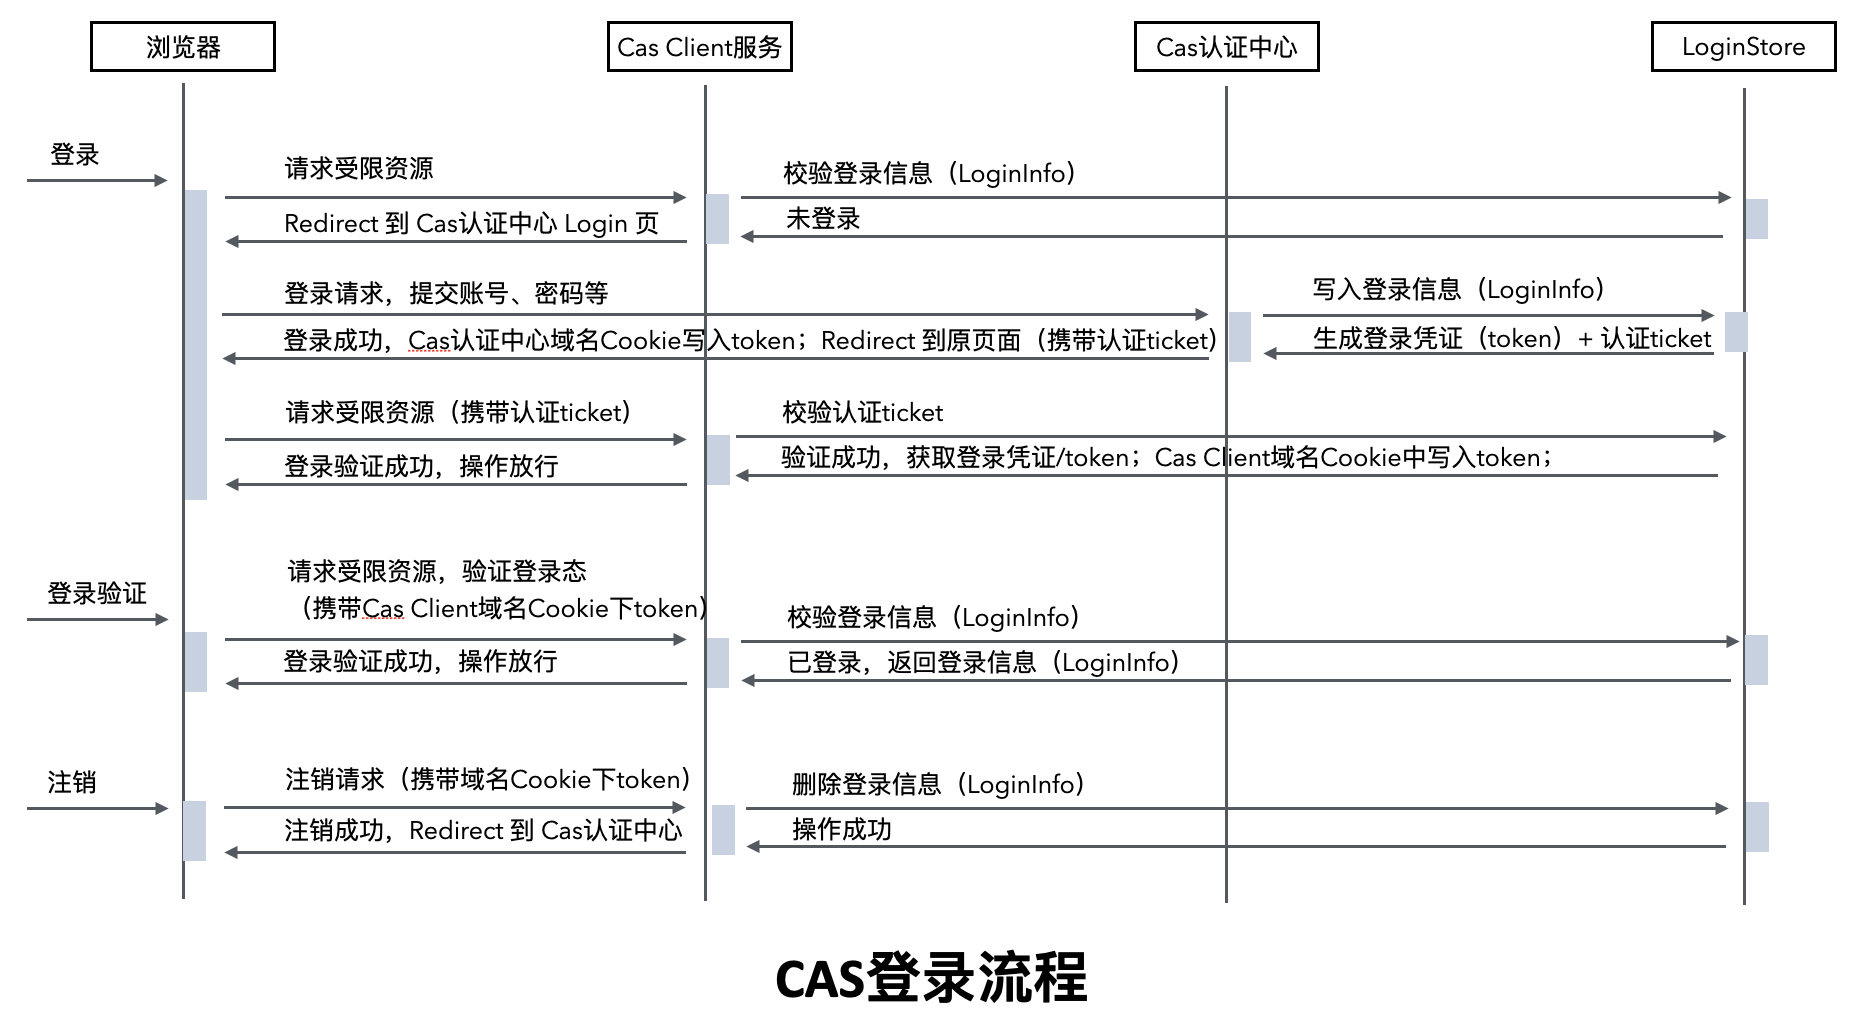 浏览器
Cas Client服务
Cas认证中心
LoginStore
登录
请求受限资源
校验登录信息（LoginInfo）
Redirect 到 Cas认证中心 Login 页
未登录
登录请求，提交账号、密码等
写入登录信息（LoginInfo）
登录成功，Cas认证中心域名Cookie写入token；Redirect 到原页面（携带认证ticket）
生成登录凭证（token）+ 认证ticket
请求受限资源（携带认证ticket）
校验认证ticket
登录验证成功，操作放行
验证成功，获取登录凭证/token；Cas Client域名Cookie中写入token；
登录验证
请求受限资源，验证登录态
（携带Cas Client域名Cookie下token）
校验登录信息（LoginInfo）
登录验证成功，操作放行
已登录，返回登录信息（LoginInfo）
注销
注销请求（携带域名Cookie下token）
删除登录信息（LoginInfo）
注销成功，Redirect 到 Cas认证中心
操作成功
CAS登录流程